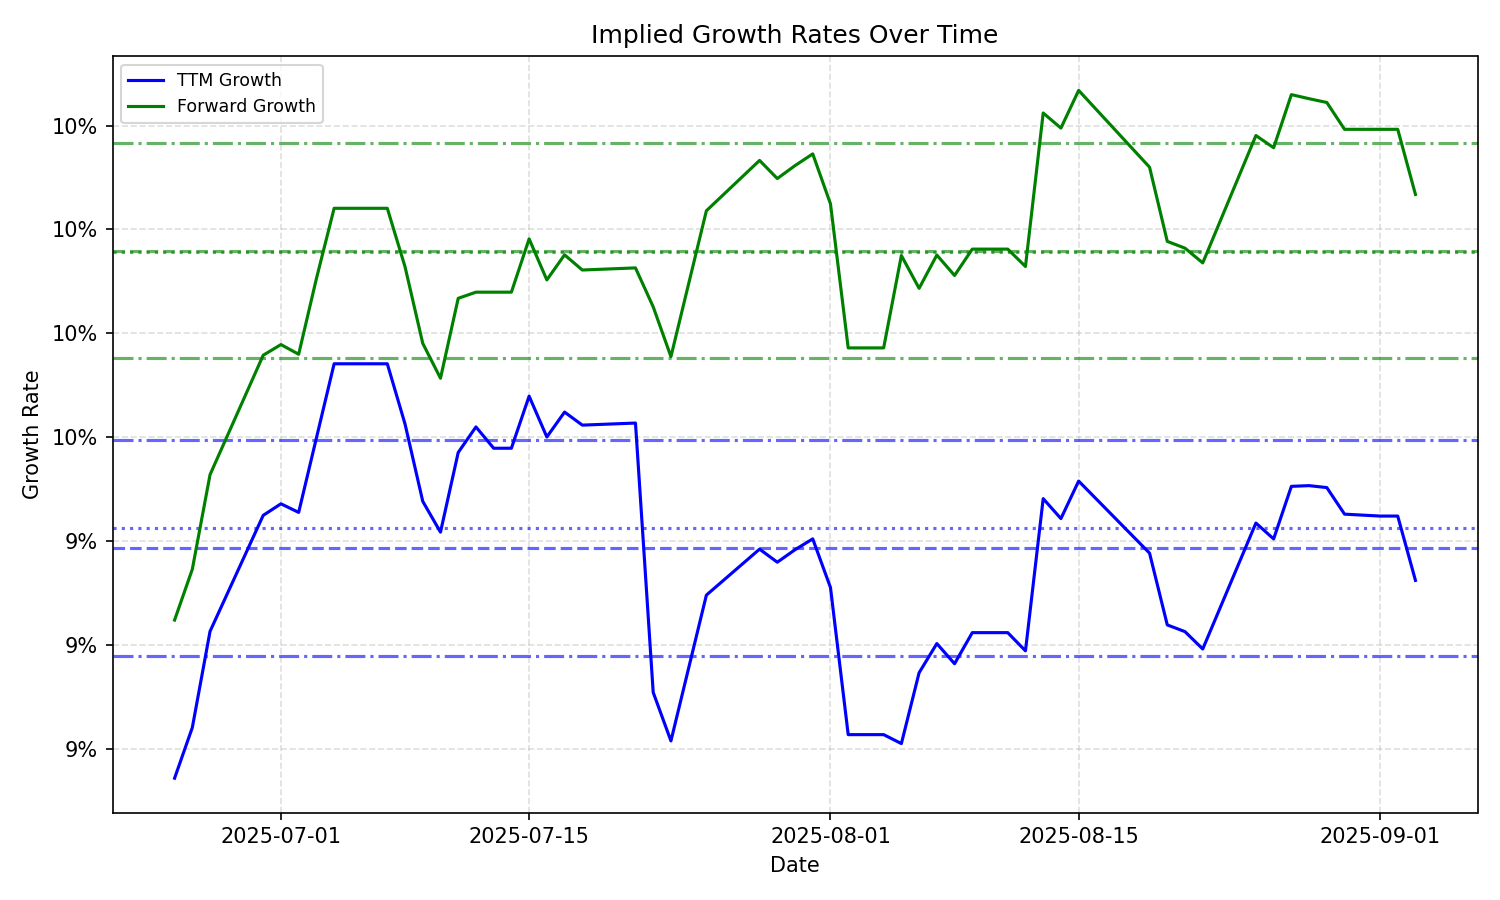 Implied Growth Rates Over Time
TTM Growth
Forward Growth
10%
10%
10%
10%
9%
9%
9%
Growth Rate
2025-07-01
2025-07-15
2025-08-01
2025-08-15
2025-09-01
Date